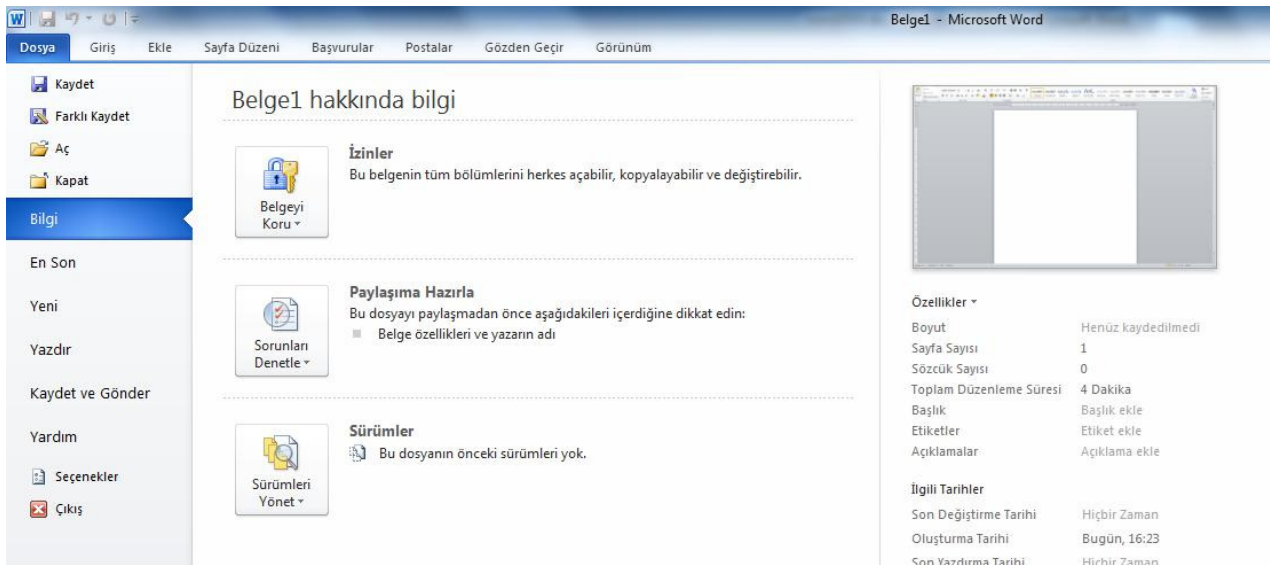 Belge1 - Microsoft Word
Dosya Giriş Ekle Sayfa Düzeni Başvurular Postalar Gözden Geçir Görünüm
Kaydet
Farklı Kaydet
Aç
Kapat
Bilgi
En Son
Yeni
Yazdır
Kaydet ve Gönder
Yardım
Seçenekler
Çıkış
Belge1 hakkında bilgi
Belgeyi
Koru
İzinler
Bu belgenin tüm bölümlerini herkes açabilir, kopyalayabilir ve değiştirebilir.
Sorunları
Denetle
Paylaşıma Hazırla
Bu dosyayı paylaşmadan önce aşağıdakileri içerdiğine dikkat edin:
Belge özellikleri ve yazarın adı
Sürümleri
Yönet
Sürümler
Bu dosyanın önceki sürümleri yok.
Özellikler
Boyut Henüz kaydedilmedi
Sayfa Sayısı 1
Sözcük Sayısı 0
Toplam Düzenleme Süresi 4 Dakika
Başlık Başlık ekle
Etiketler Etiket ekle
Açıklamalar Açıklama ekle
İlgili Tarihler
Son Değiştirme Tarihi Hiçbir Zaman
Oluşturma Tarihi Bugün, 16:23
Son Yazdırma Tarihi Hiçbir Zaman